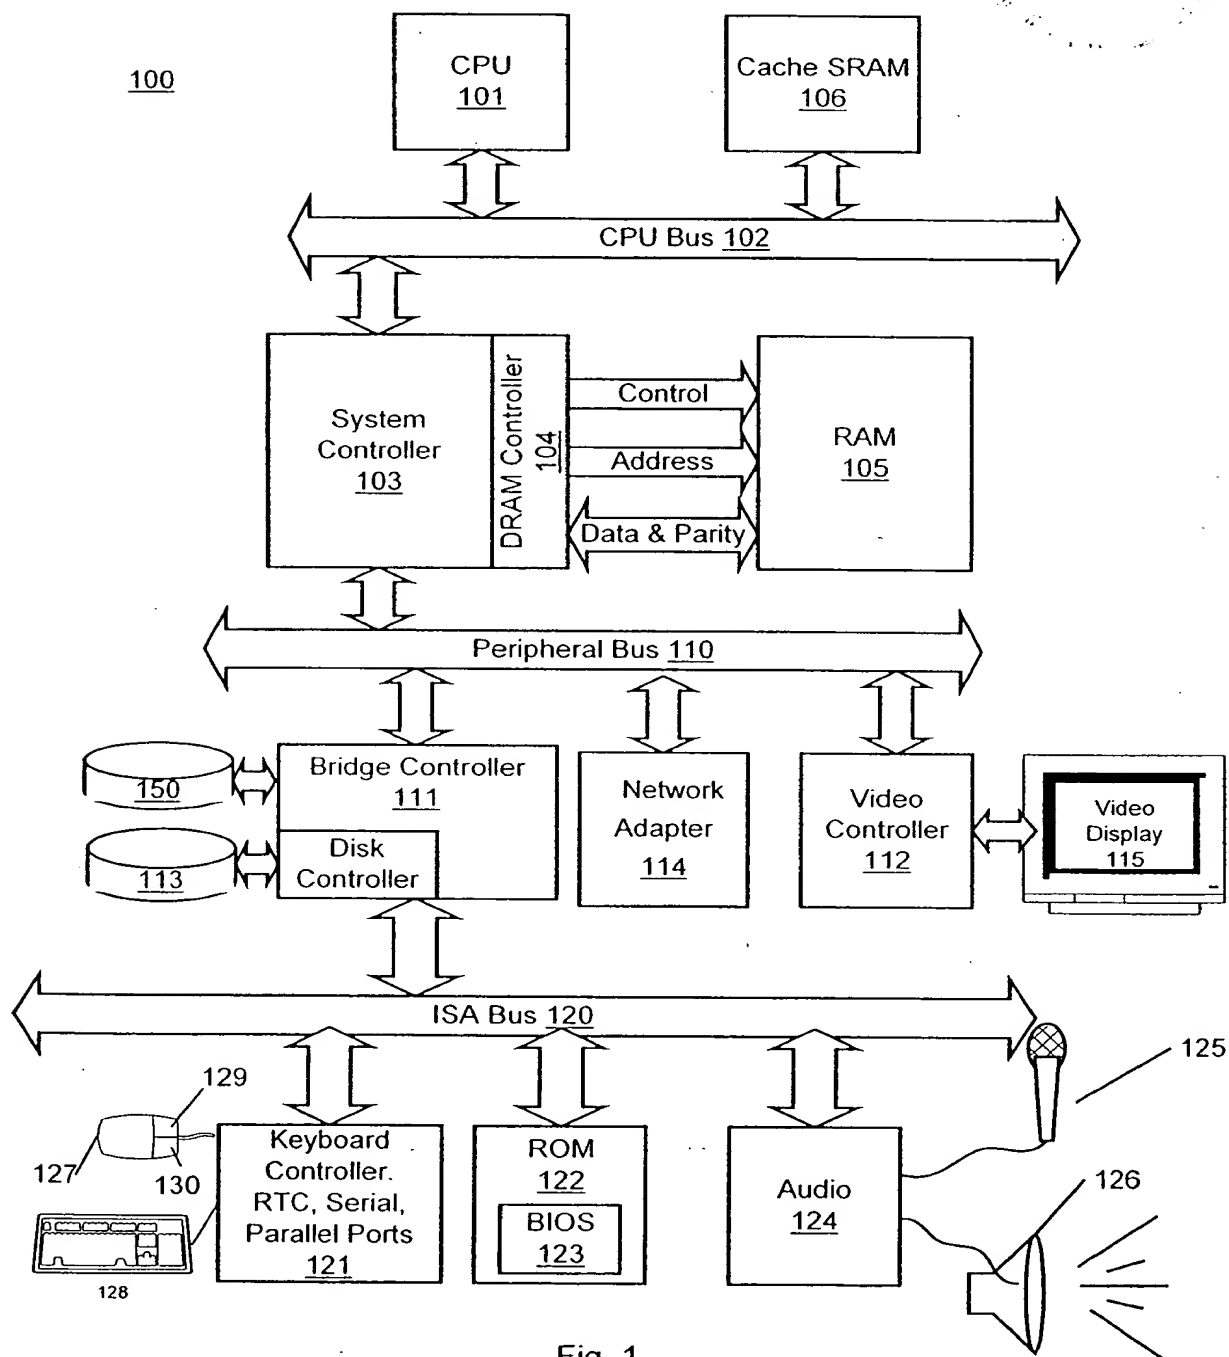 100
CPU
101
Cache SRAM
106
CPU Bus 102
System
Controller
103
DRAM Controller
104
Control
Address
Data & Parity
RAM
105
Peripheral Bus 110
150
113
Bridge Controller
111
Disk
Controller
Network
Adapter
114
Video
Controller
112
Video
Display
115
ISA Bus 120
125
129
127
130
128
Keyboard
Controller.
RTC, Serial,
Parallel Ports
121
ROM
122
BIOS
123
Audio
124
126
Fig. 1